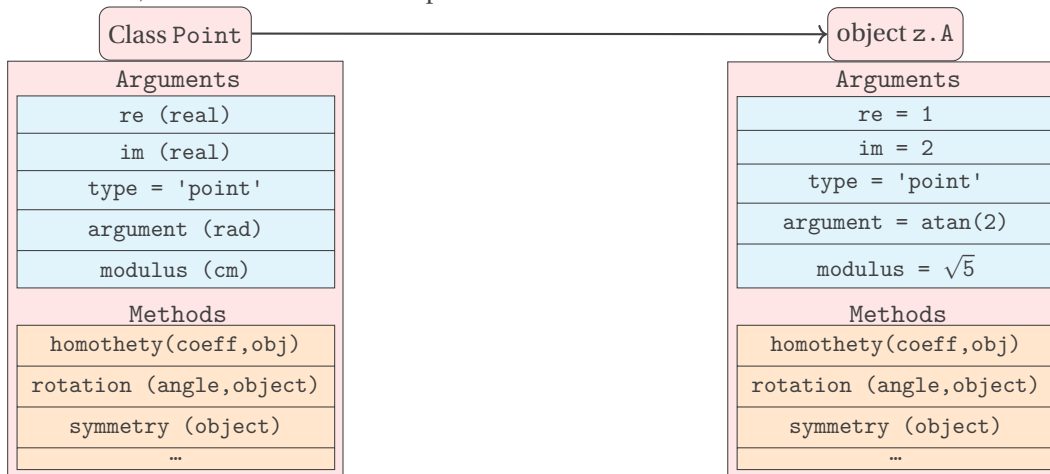 Class Point
object z.A
Arguments
re (real)
im (real)
type = 'point'
argument (rad)
modulus (cm)
Methods
homothety(coeff,obj)
rotation (angle,object)
symmetry (object)
…
Arguments
re = 1
im = 2
type = 'point'
argument = atan(2)
modulus = √5
Methods
homothety(coeff,obj)
rotation (angle,object)
symmetry (object)
…